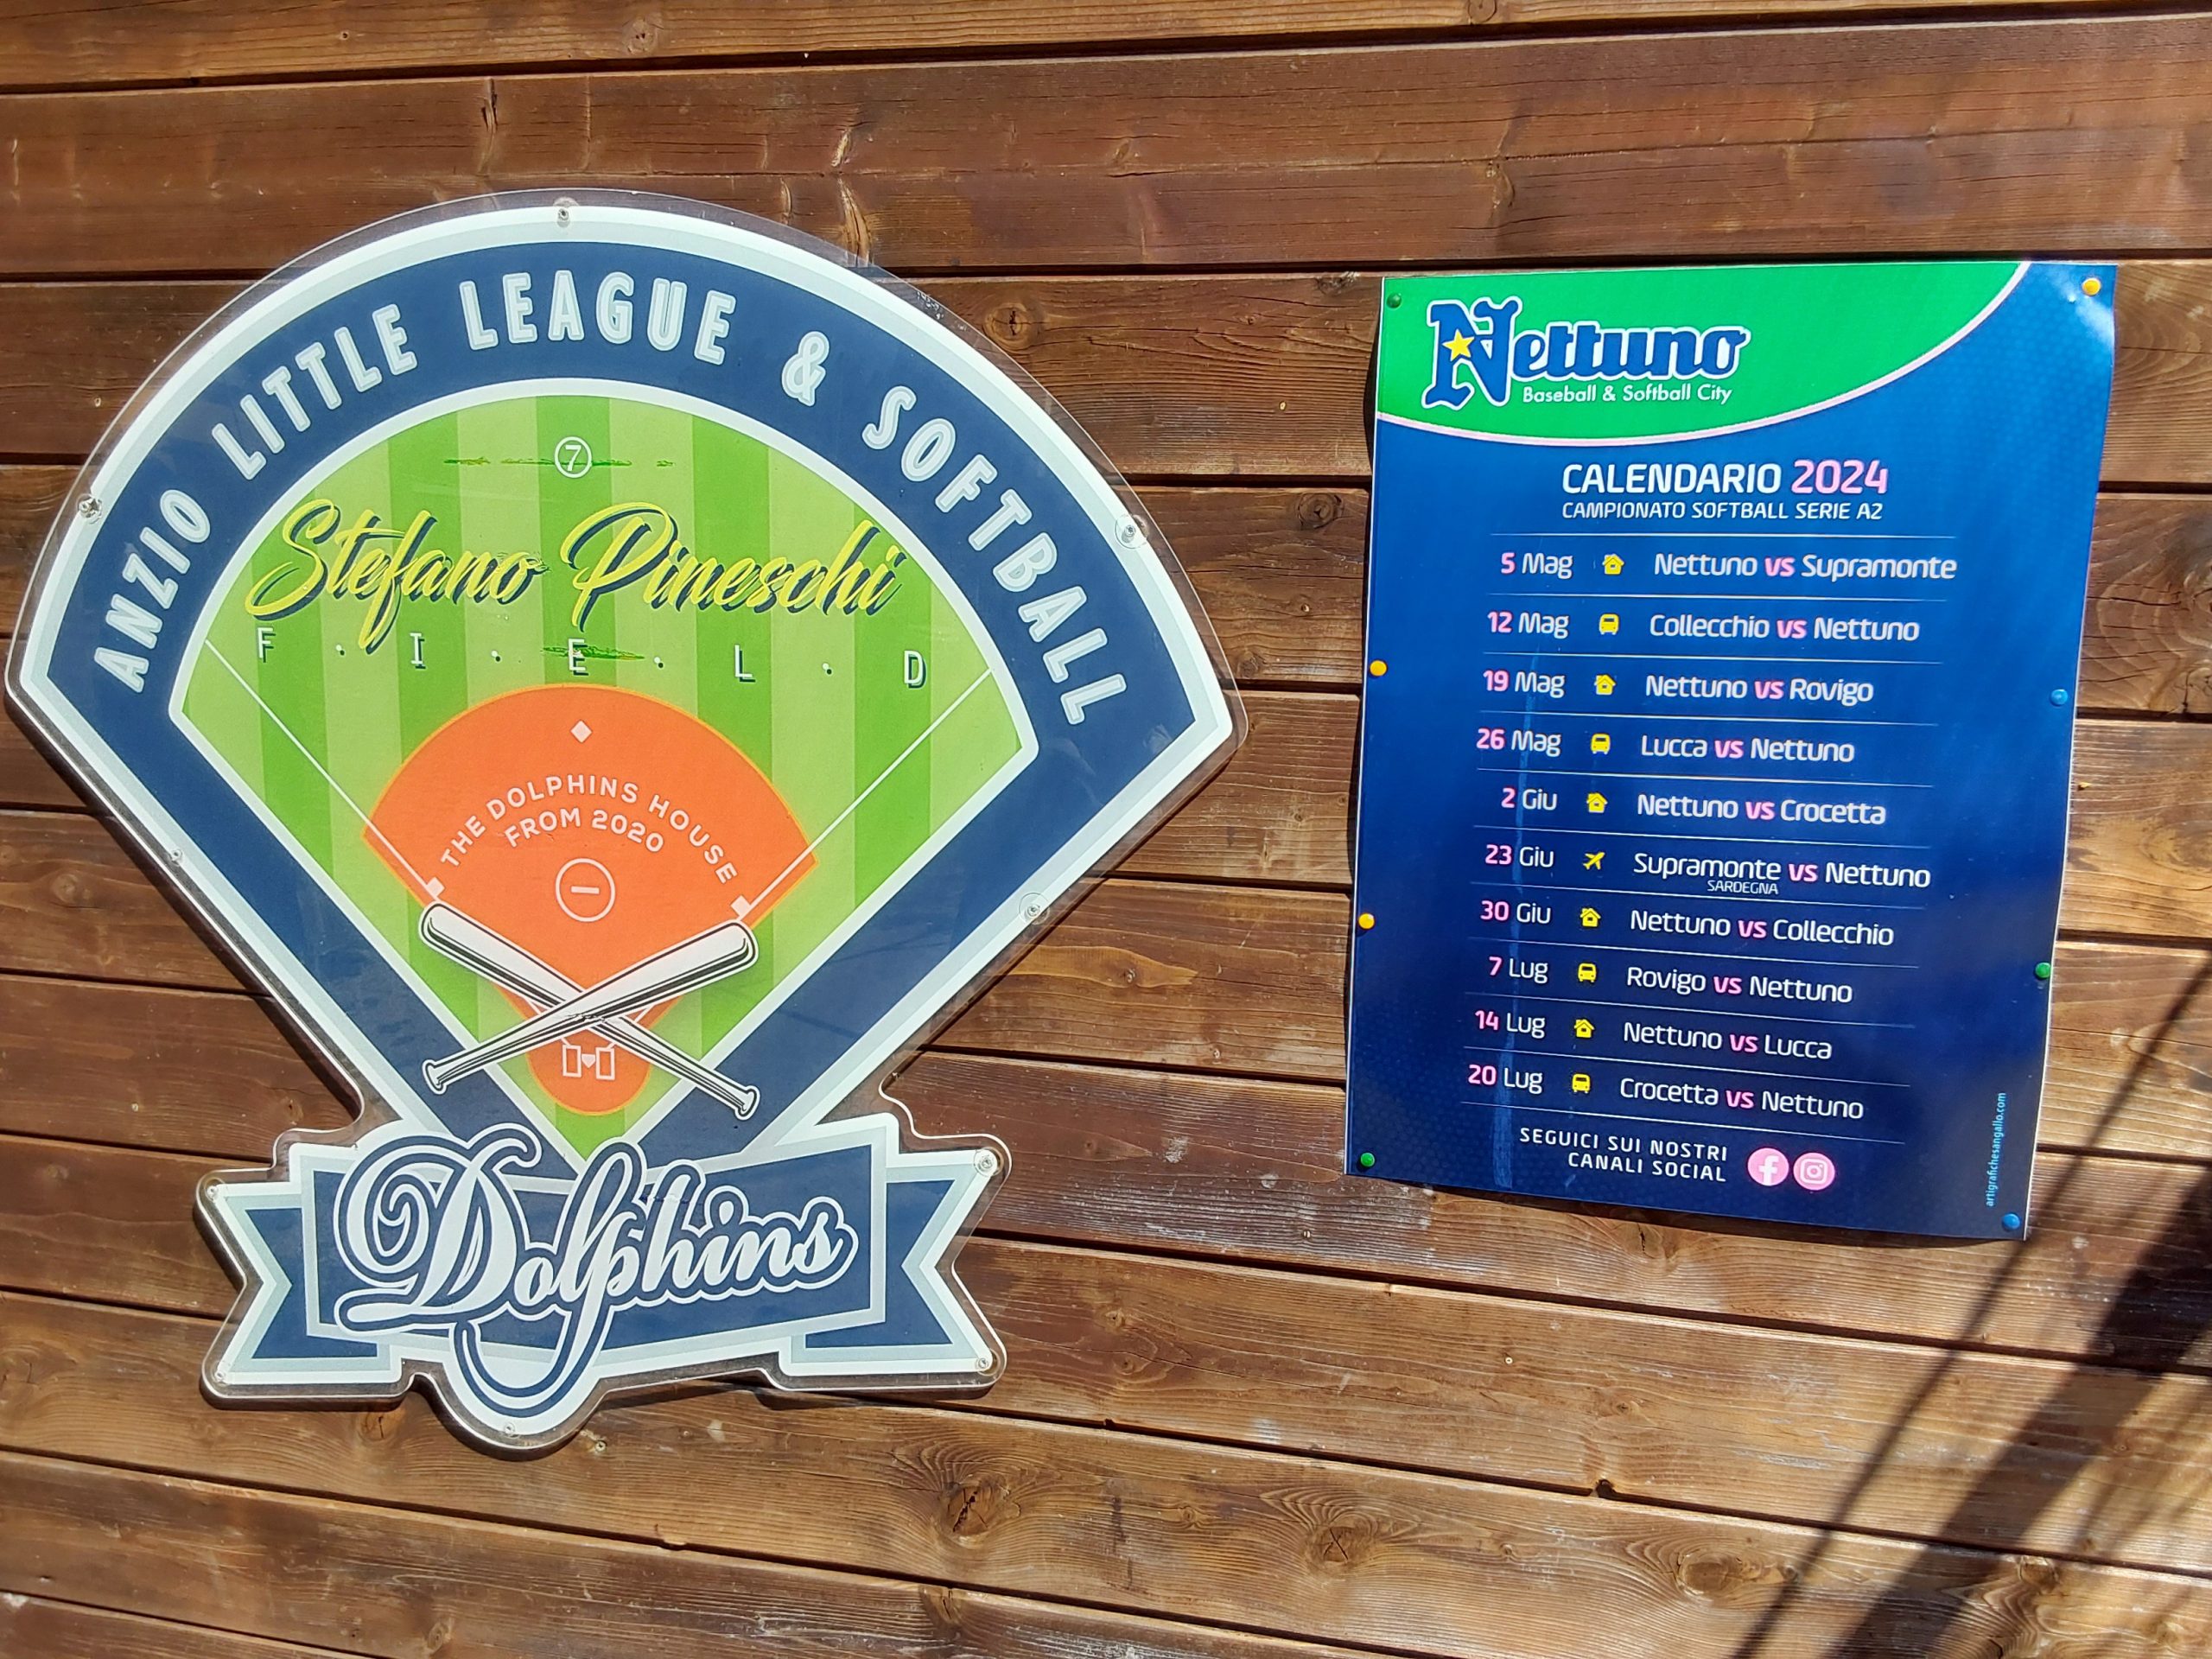 ANZIO LITTLE LEAGUE & SOFTBALL
7
Stefano Pineschi
F . I . E . L . D
THE DOLPHINS HOUSE
FROM 2020
Dolphins
Nettuno
Baseball & Softball City
CALENDARIO 2024
CAMPIONATO SOFTBALL SERIE A2
5 Mag Nettuno vs Supramonte
12 Mag Collecchio vs Nettuno
19 Mag Nettuno vs Rovigo
26 Mag Lucca vs Nettuno
2 Giu Nettuno vs Crocetta
23 Giu Supramonte vs Nettuno
SARDEGNA
30 Giu Nettuno vs Collecchio
7 Lug Rovigo vs Nettuno
14 Lug Nettuno vs Lucca
20 Lug Crocetta vs Nettuno
SEGUICI SUI NOSTRI
CANALI SOCIAL
artigrafichesangallo.com